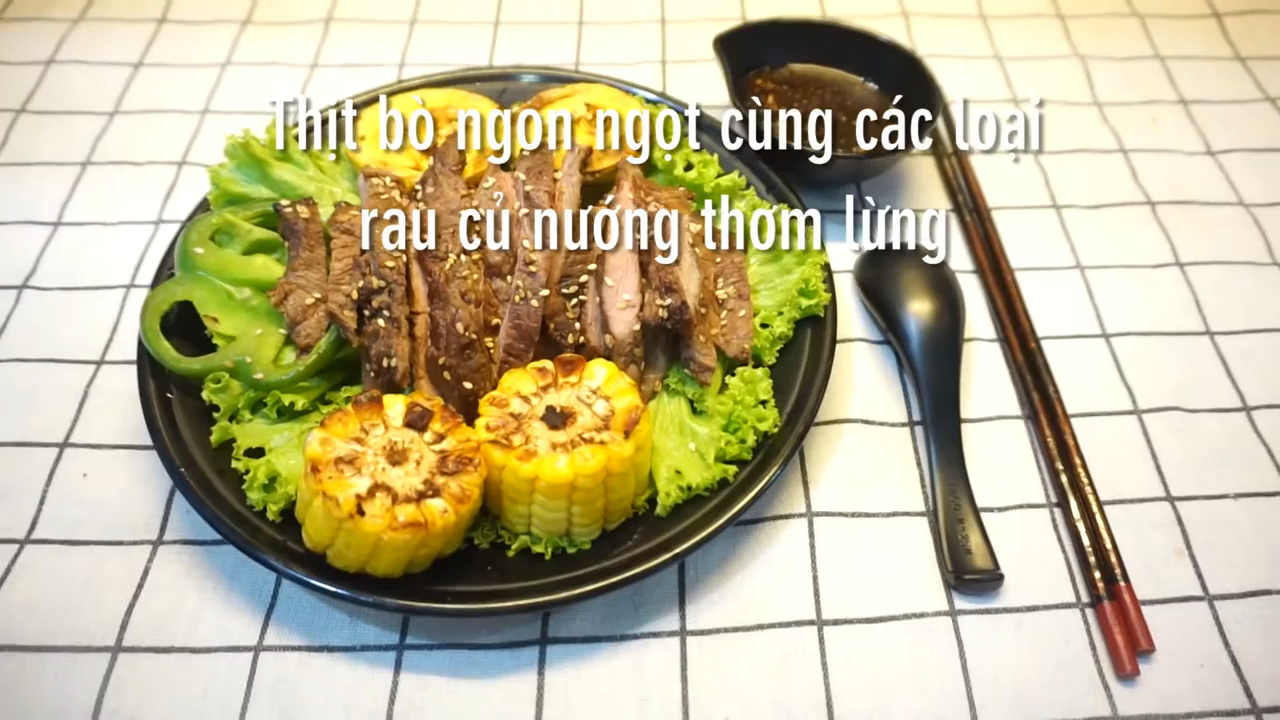 Thịt bò ngon ngọt cùng các loại
rau củ nướng thơm lừng